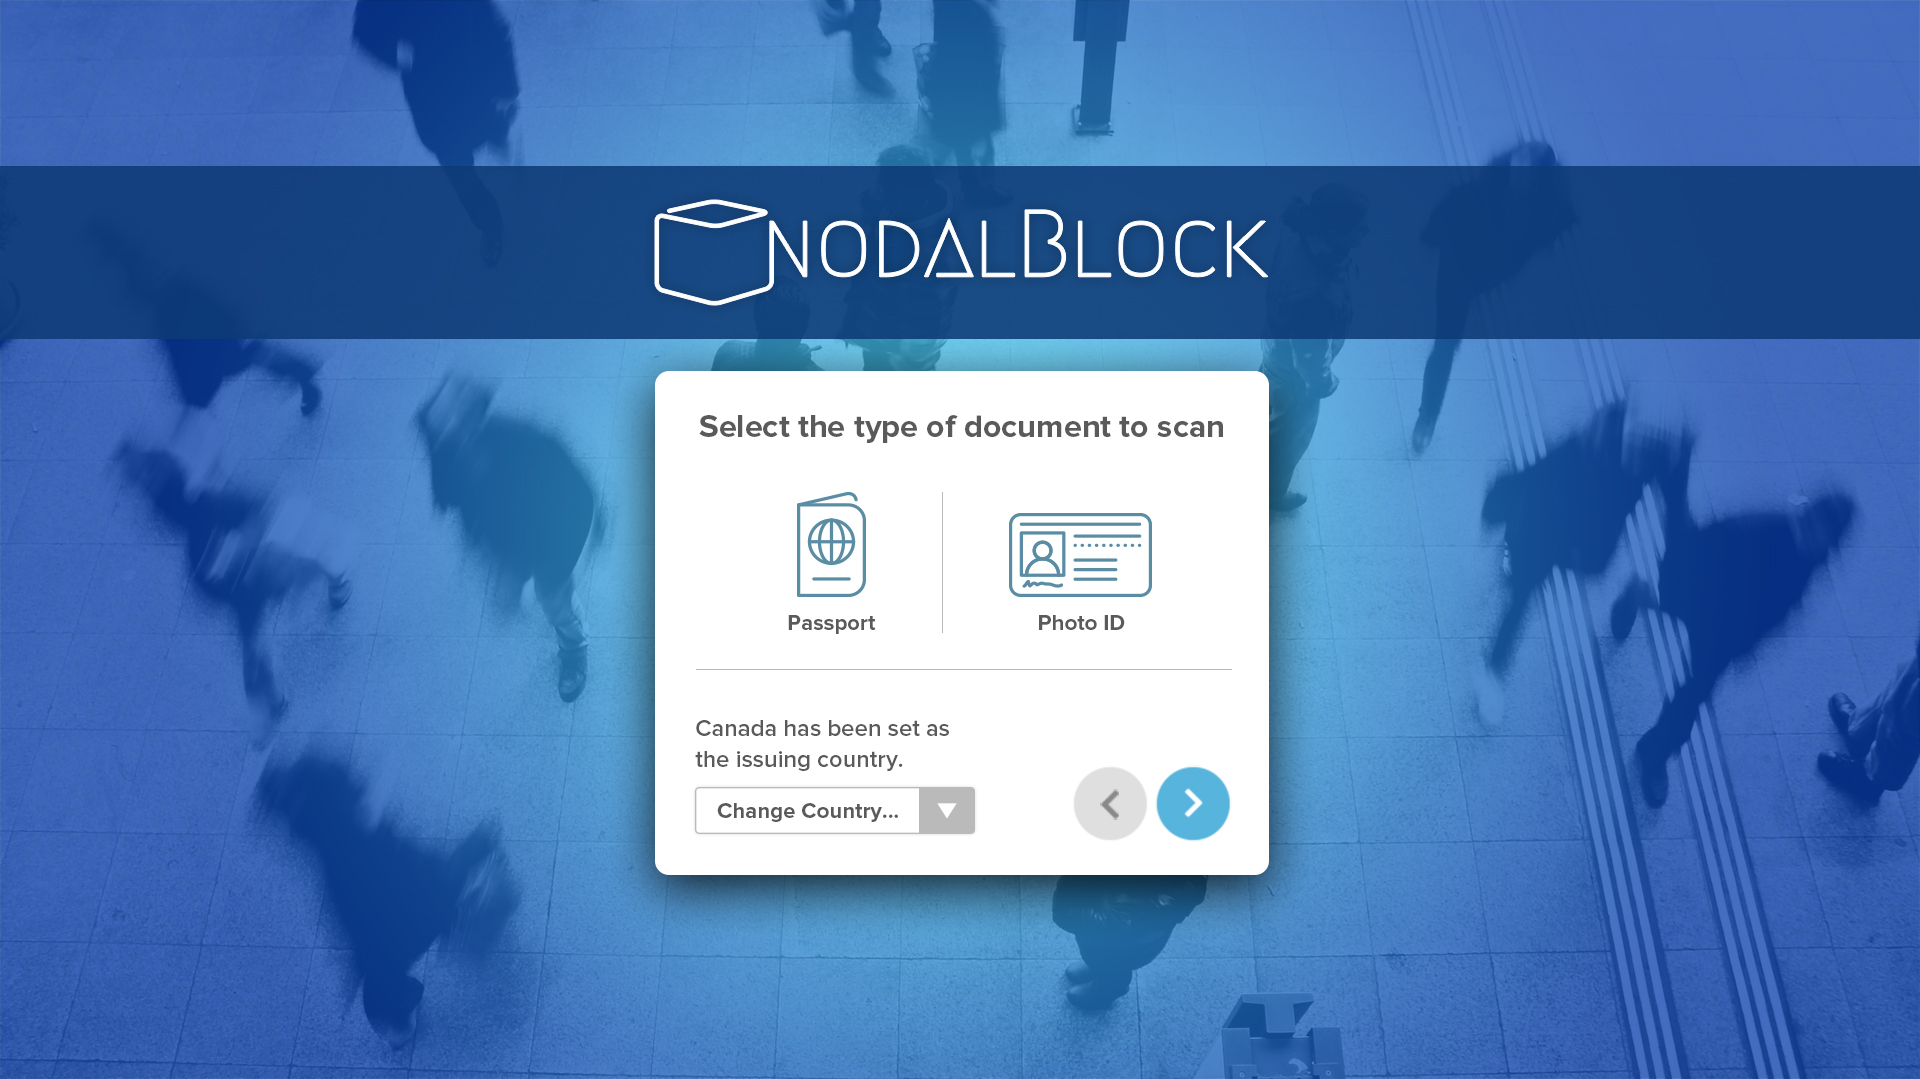 NODALBLOCK
Select the type of document to scan
Passport
Photo ID
Canada has been set as
the issuing country.
Change Country...